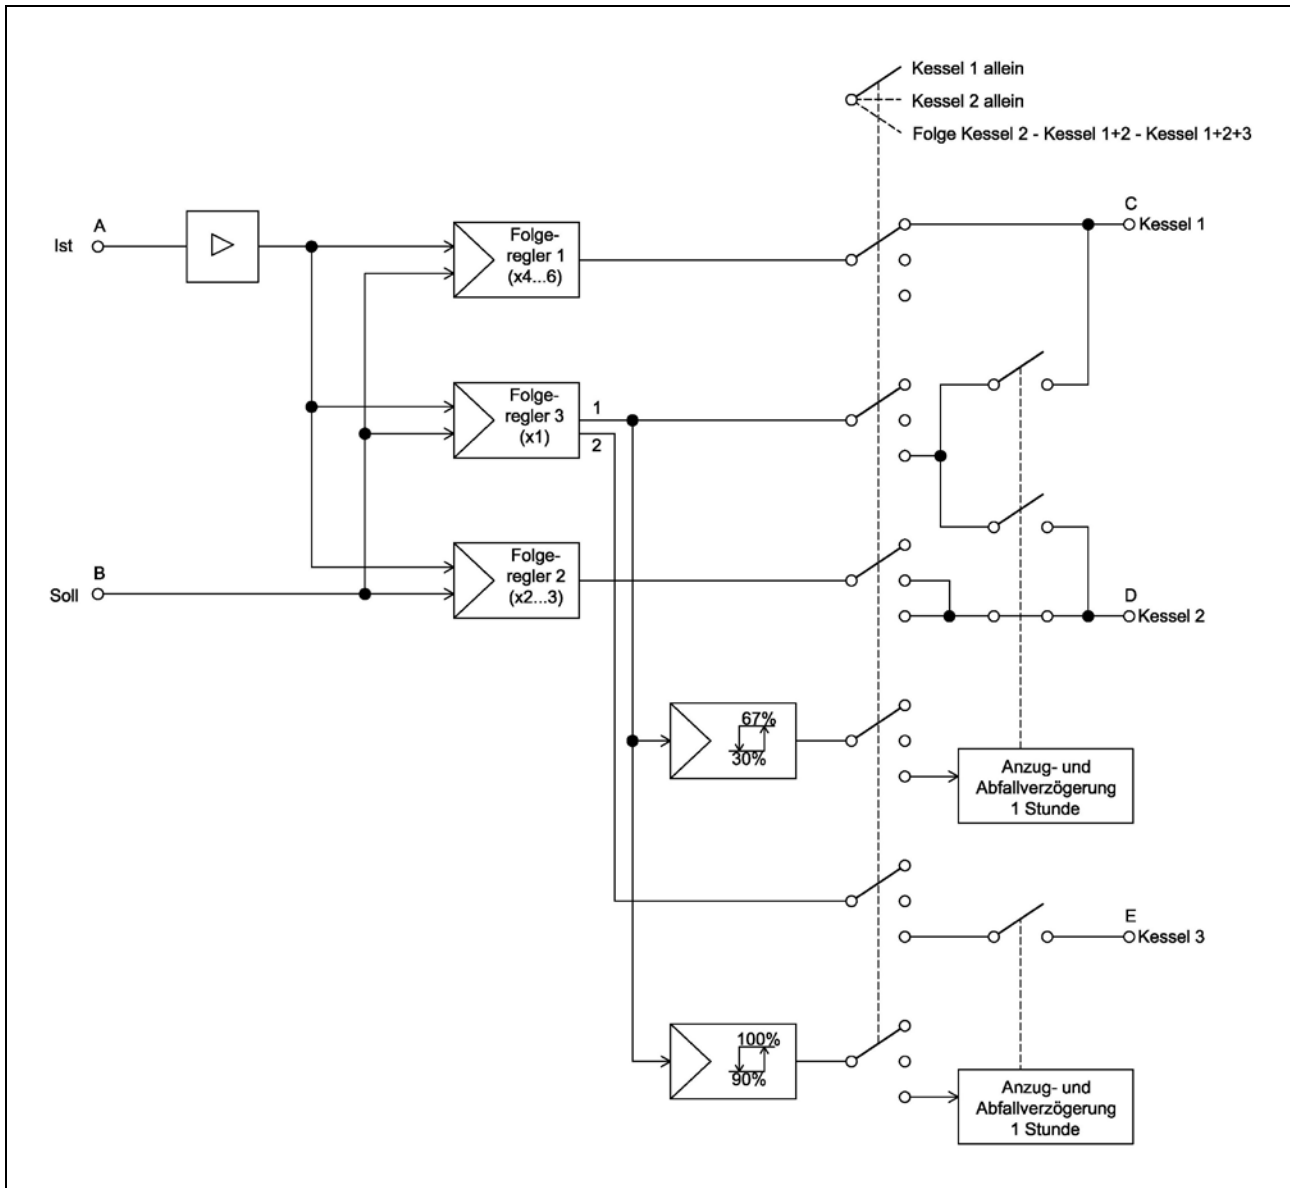 Kessel 1 allein
Kessel 2 allein
Folge Kessel 2 - Kessel 1+2 - Kessel 1+2+3
A
Ist
Folge-
regler 1
(x4...6)
C
Kessel 1
Folge-
regler 3
(x1)
1
2
B
Soll
Folge-
regler 2
(x2...3)
D
Kessel 2
67%
30%
Anzug- und
Abfallverzögerung
1 Stunde
E
Kessel 3
100%
90%
Anzug- und
Abfallverzögerung
1 Stunde